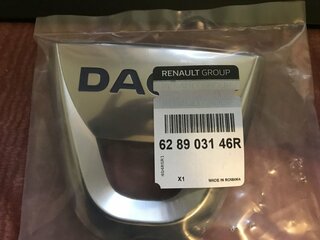 DAC
RENAULT GROUP
62 89 031 46R
X1
MADE IN ROMANIA